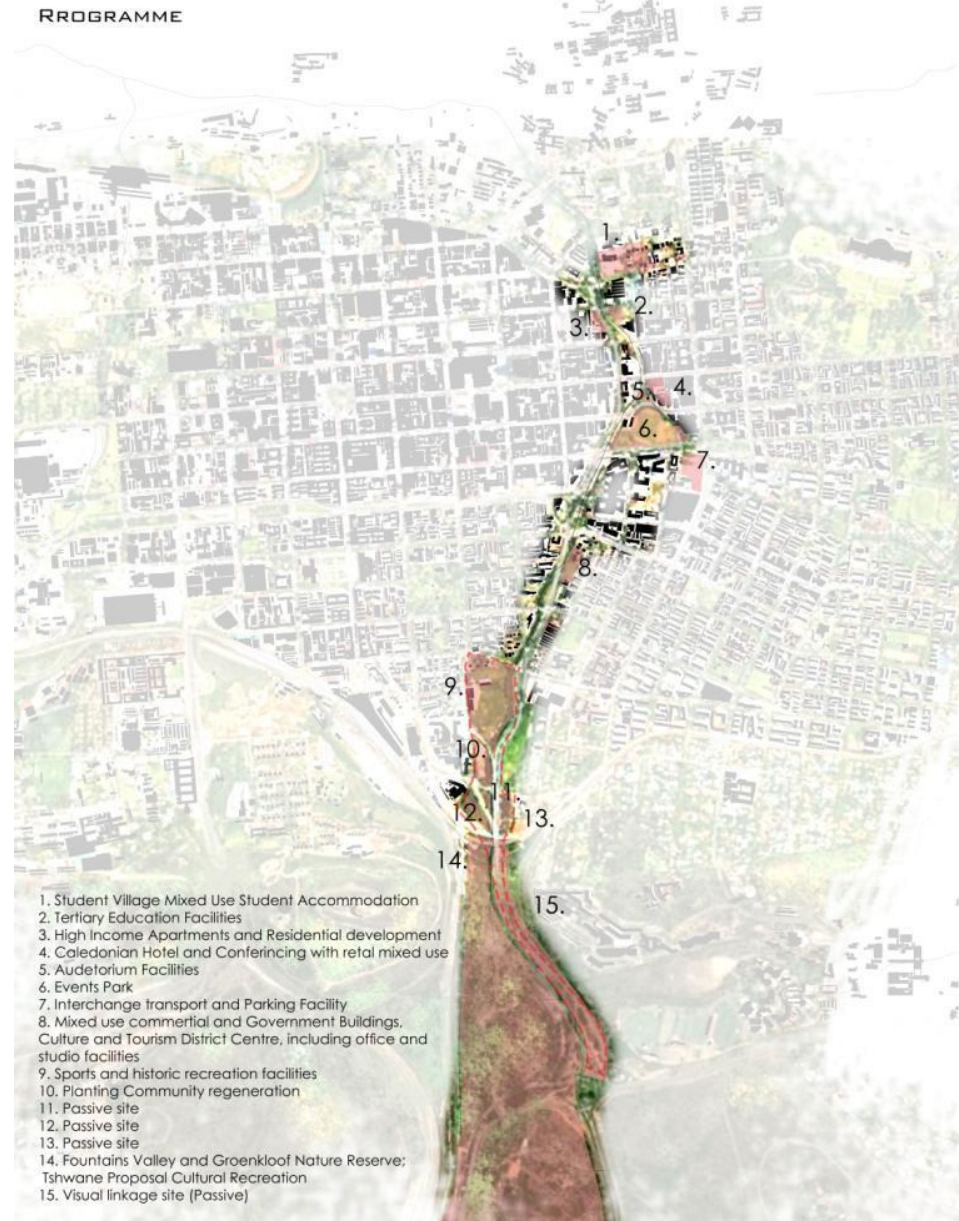 RROGRAMME
1.
2.
3.
4.
5.
6.
7.
8.
9.
10.
11.
12.
13.
14.
15.
1. Student Village Mixed Use Student Accommodation
2. Tertiary Education Facilities
3. High Income Apartments and Residential development
4. Caledonian Hotel and Conferincing with retal mixed use
5. Audetorium Facilities
6. Events Park
7. Interchange transport and Parking Facility
8. Mixed use commertial and Government Buildings,
Culture and Tourism District Centre, including office and
studio facilities
9. Sports and historic recreation facilities
10. Planting Community regeneration
11. Passive site
12. Passive site
13. Passive site
14. Fountains Valley and Groenkloof Nature Reserve;
Tshwane Proposal Cultural Recreation
15. Visual linkage site (Passive)